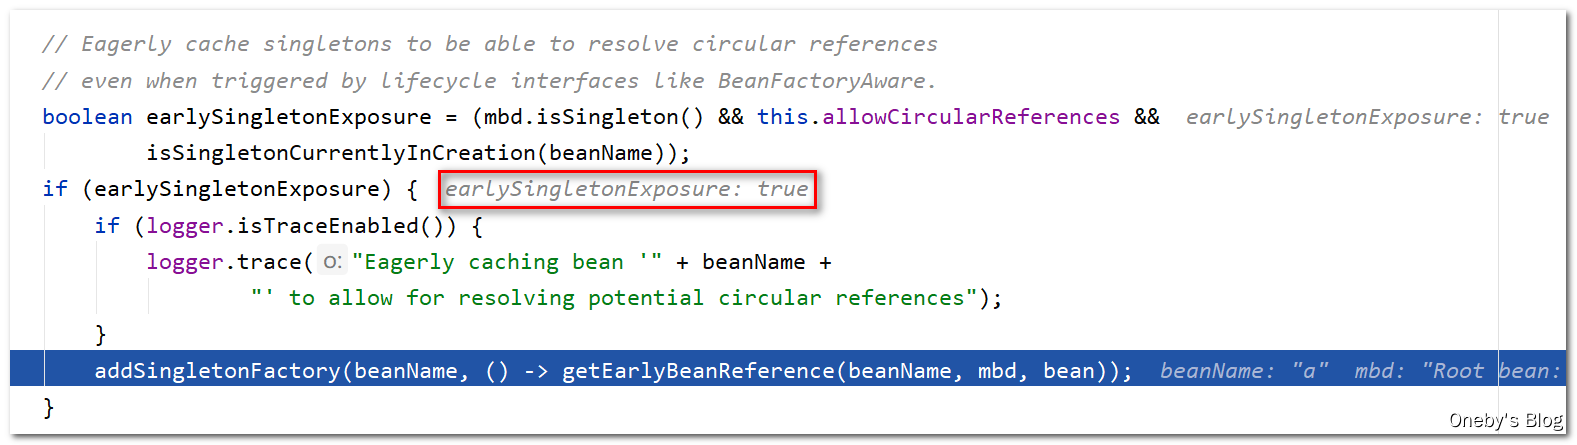 // Eagerly cache singletons to be able to resolve circular references
// even when triggered by lifecycle interfaces like BeanFactoryAware.
boolean earlySingletonExposure = (mbd.isSingleton() && this.allowCircularReferences &&  earlySingletonExposure: true
        isSingletonCurrentlyInCreation(beanName));
if (earlySingletonExposure) {  earlySingletonExposure: true
    if (logger.isTraceEnabled()) {
        logger.trace( o: "Eagerly caching bean '" + beanName +
                "' to allow for resolving potential circular references");
    }
    addSingletonFactory(beanName, () -> getEarlyBeanReference(beanName, mbd, bean));  beanName: "a"  mbd: "Root bean:
}
Oneby's Blog